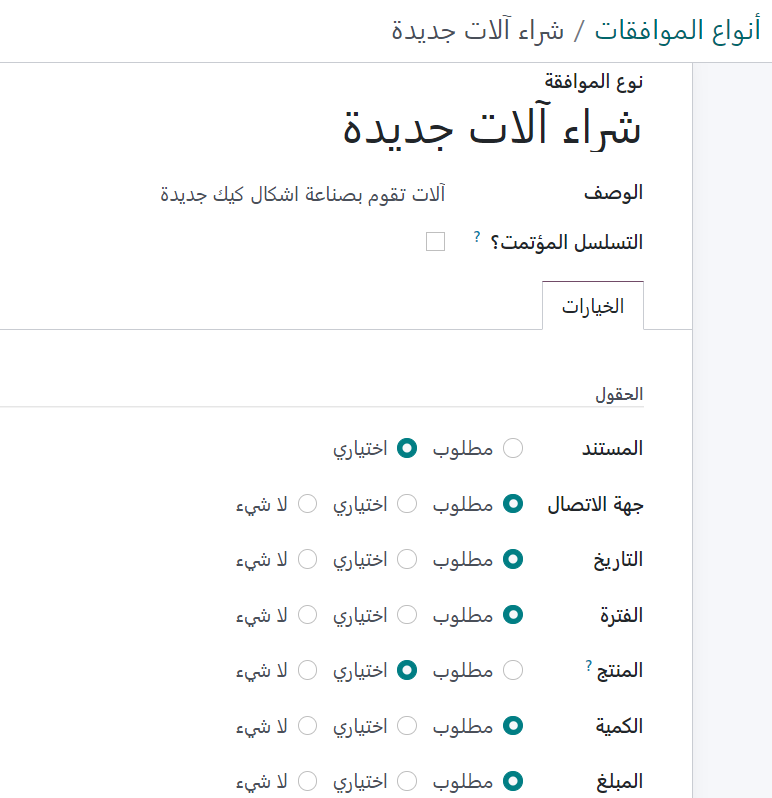 أنواع الموافقات / شراء آلات جديدة
نوع الموافقة
شراء آلات جديدة
الوصف آلات تقوم بصناعة اشكال كيك جديدة
التسلسل المؤتمت؟ ?
الخيارات
الحقول
المستند مطلوب اختياري
جهة الاتصال مطلوب اختياري لا شيء
التاريخ مطلوب اختياري لا شيء
الفترة مطلوب اختياري لا شيء
المنتج ? مطلوب اختياري لا شيء
الكمية مطلوب اختياري لا شيء
المبلغ مطلوب اختياري لا شيء